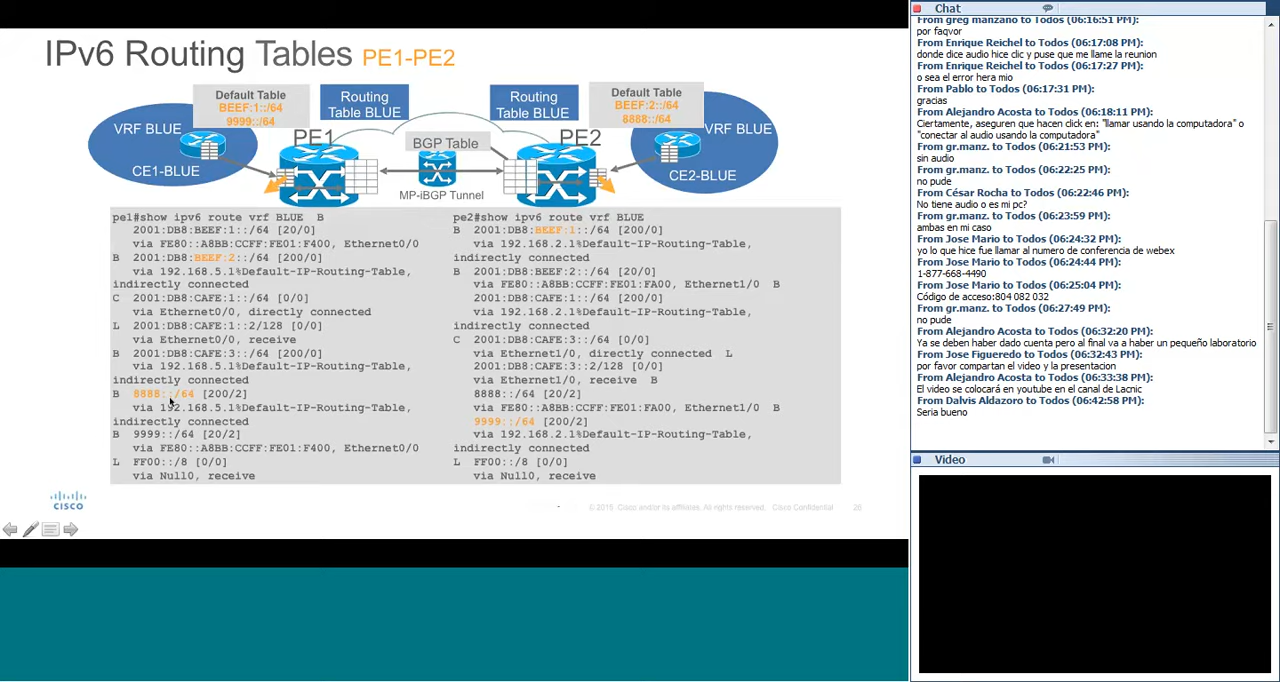 IPv6 Routing Tables PE1-PE2
Default Table
BEEF:1::/64
9999::/64
Routing
Table BLUE
Routing
Table BLUE
Default Table
BEEF:2::/64
8888::/64
VRF BLUE
CE1-BLUE
PE1
BGP Table
MP-iBGP Tunnel
PE2
VRF BLUE
CE2-BLUE
pe1#show ipv6 route vrf BLUE  B
2001:DB8:BEEF:1::/64 [20/0]
via FE80::A8BB:CCFF:FE01:F400, Ethernet0/0
B  2001:DB8:BEEF:2::/64 [200/0]
via 192.168.5.1%Default-IP-Routing-Table,
indirectly connected
C  2001:DB8:CAFE:1::/64 [0/0]
via Ethernet0/0, directly connected
L  2001:DB8:CAFE:1::2/128 [0/0]
via Ethernet0/0, receive
B  2001:DB8:CAFE:3::/64 [200/0]
via 192.168.5.1%Default-IP-Routing-Table,
indirectly connected
B  8888::/64 [200/2]
via 192.168.5.1%Default-IP-Routing-Table,
indirectly connected
B  9999::/64 [20/2]
via FE80::A8BB:CCFF:FE01:F400, Ethernet0/0
L  FF00::/8 [0/0]
via Null0, receive
pe2#show ipv6 route vrf BLUE
B  2001:DB8:BEEF:1::/64 [200/0]
via 192.168.2.1%Default-IP-Routing-Table,
indirectly connected
B  2001:DB8:BEEF:2::/64 [20/0]
via FE80::A8BB:CCFF:FE01:FA00, Ethernet1/0  B
2001:DB8:CAFE:1::/64 [200/0]
via 192.168.2.1%Default-IP-Routing-Table,
indirectly connected
C  2001:DB8:CAFE:3::/64 [0/0]
via Ethernet1/0, directly connected  L
2001:DB8:CAFE:3::2/128 [0/0]
via Ethernet1/0, receive  B
8888::/64 [20/2]
via FE80::A8BB:CCFF:FE01:FA00, Ethernet1/0  B
9999::/64 [200/2]
via 192.168.2.1%Default-IP-Routing-Table,
indirectly connected
L  FF00::/8 [0/0]
via Null0, receive
CISCO
© 2015 Cisco and/or its affiliates. All rights reserved. Cisco Confidential
26
Chat
From greg manzano to Todos (06:16:51 PM):
por faqvor
From Enrique Reichel to Todos (06:17:08 PM):
donde dice audio hice clic y puse que me llame la reunion
From Enrique Reichel to Todos (06:17:27 PM):
o sea el error hera mio
From Pablo to Todos (06:17:31 PM):
gracias
From Alejandro Acosta to Todos (06:18:11 PM):
Ciertamente, aseguren que hacen click en: "llamar usando la computadora" o
"conectar al audio usando la computadora"
From gr.manz. to Todos (06:21:53 PM):
sin audio
From gr.manz. to Todos (06:22:25 PM):
no pude
From César Rocha to Todos (06:22:46 PM):
No tiene audio o es mi pc?
From gr.manz. to Todos (06:23:59 PM):
ambas en mi caso
From Jose Mario to Todos (06:24:32 PM):
yo lo que hice fue llamar al numero de conferencia de webex
From Jose Mario to Todos (06:24:44 PM):
1-877-668-4490
From Jose Mario to Todos (06:25:04 PM):
Código de acceso:804 082 032
From gr.manz. to Todos (06:27:49 PM):
no pude
From Alejandro Acosta to Todos (06:32:20 PM):
Ya se deben haber dado cuenta pero al final va a haber un pequeño laboratorio
From Jose Figueredo to Todos (06:32:43 PM):
por favor compartan el video y la presentacion
From Alejandro Acosta to Todos (06:33:38 PM):
El video se colocará en youtube en el canal de Lacnic
From Dalvis Aldazoro to Todos (06:42:58 PM):
Seria bueno
Video